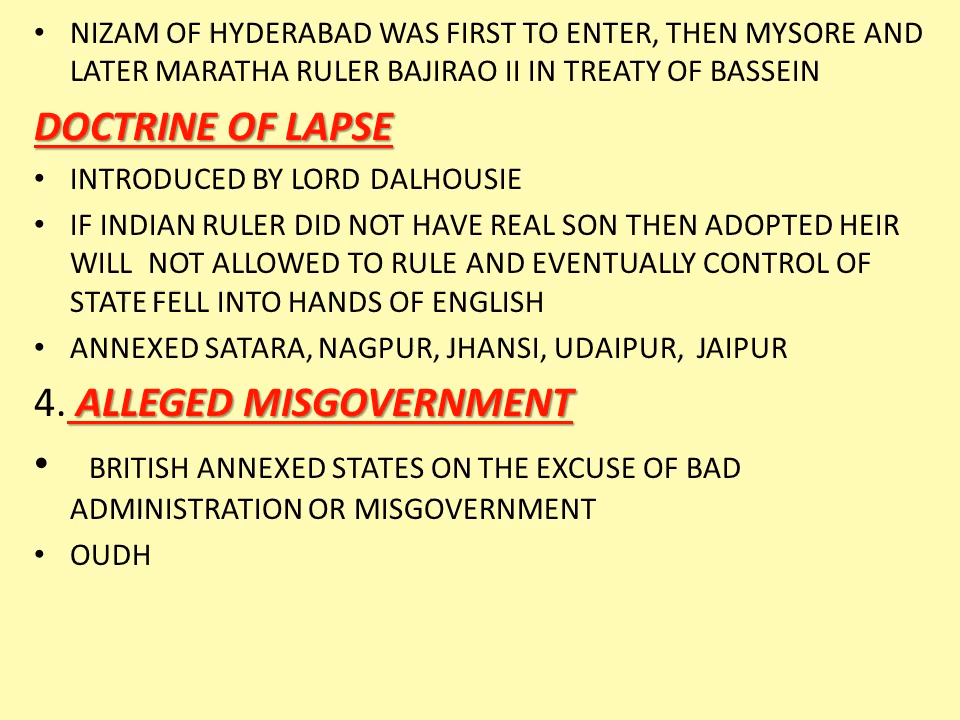 • NIZAM OF HYDERABAD WAS FIRST TO ENTER, THEN MYSORE AND
LATER MARATHA RULER BAJIRAO II IN TREATY OF BASSEIN
DOCTRINE OF LAPSE
• INTRODUCED BY LORD DALHOUSIE
• IF INDIAN RULER DID NOT HAVE REAL SON THEN ADOPTED HEIR
WILL NOT ALLOWED TO RULE AND EVENTUALLY CONTROL OF
STATE FELL INTO HANDS OF ENGLISH
• ANNEXED SATARA, NAGPUR, JHANSI, UDAIPUR, JAIPUR
4. ALLEGED MISGOVERNMENT
• BRITISH ANNEXED STATES ON THE EXCUSE OF BAD
ADMINISTRATION OR MISGOVERNMENT
• OUDH